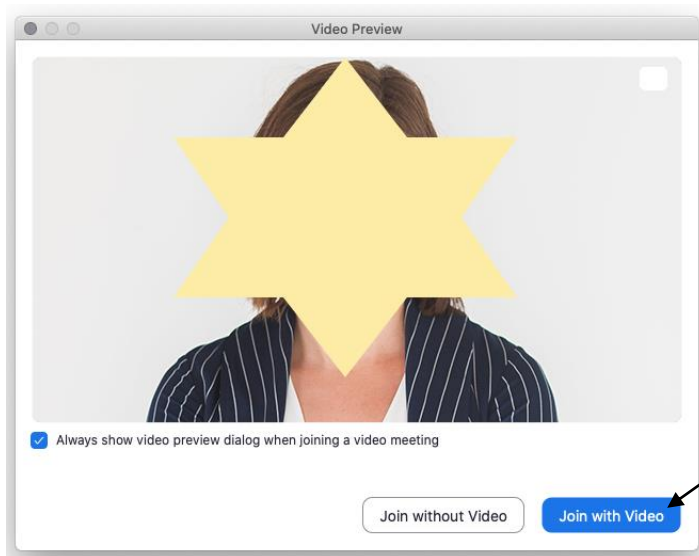 Video Preview
Always show video preview dialog when joining a video meeting
Join without Video
Join with Video